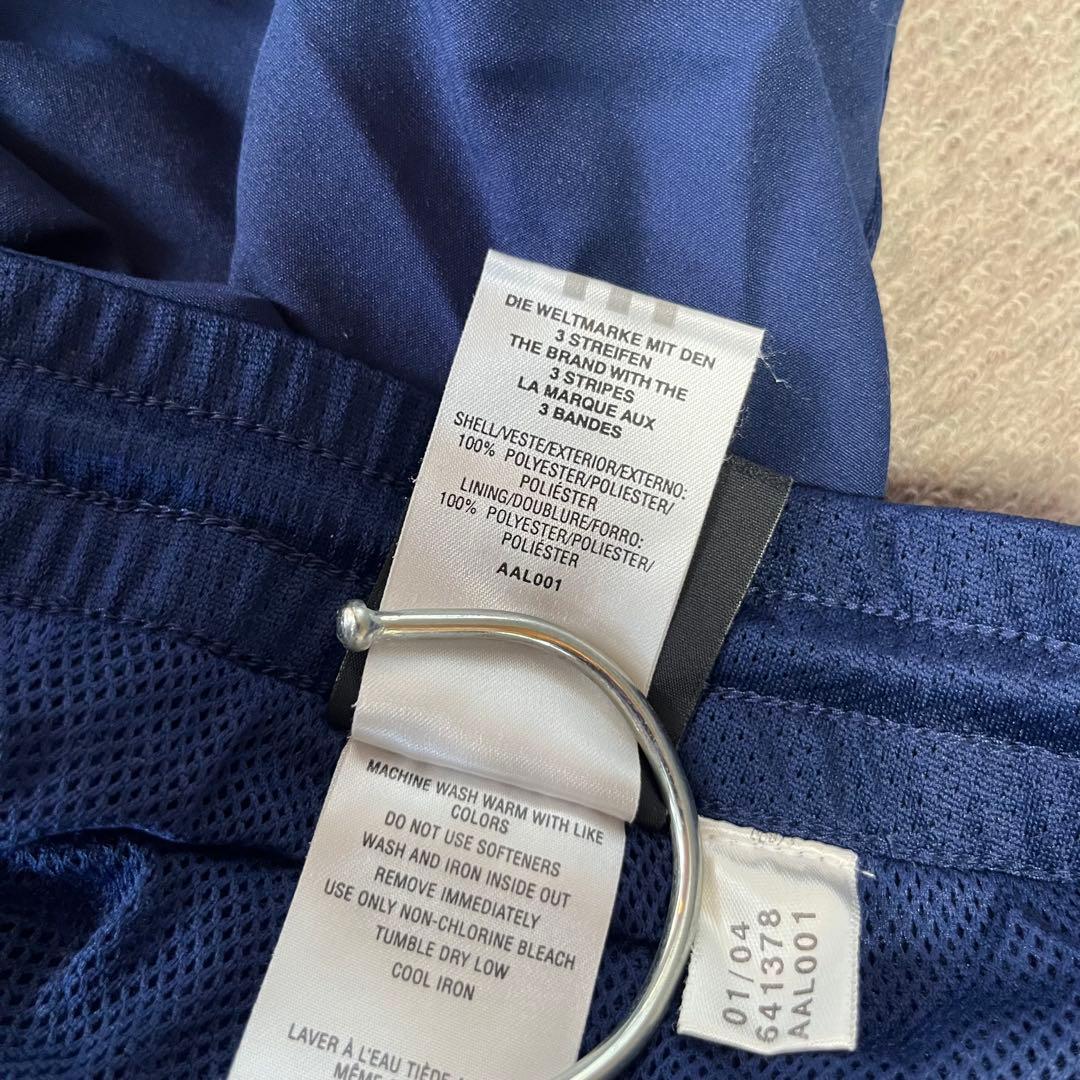 DIE WELTMARKE MIT DEN
3 STREIFEN
THE BRAND WITH THE
3 STRIPES
LA MARQUE AUX
3 BANDES
SHELL/VESTE/EXTERIOR/EXTERNO:
100% POLYESTER/POLIESTER/
POLIÉSTER
LINING/DOUBLURE/FORRO:
100% POLYESTER/POLIESTER/
POLIÉSTER
AAL001
MACHINE WASH WARM WITH LIKE
COLORS
DO NOT USE SOFTENERS
WASH AND IRON INSIDE OUT
REMOVE IMMEDIATELY
USE ONLY NON-CHLORINE BLEACH
TUMBLE DRY LOW
COOL IRON
LAVER À L'EAU TIÈDE
MÊME
01/04
641378
AAL001